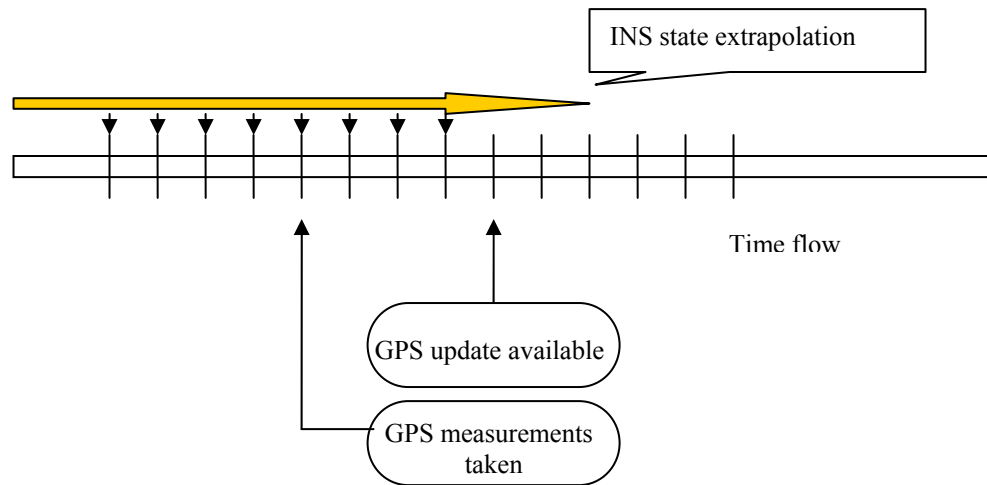 INS state extrapolation
Time flow
GPS update available
GPS measurements
taken